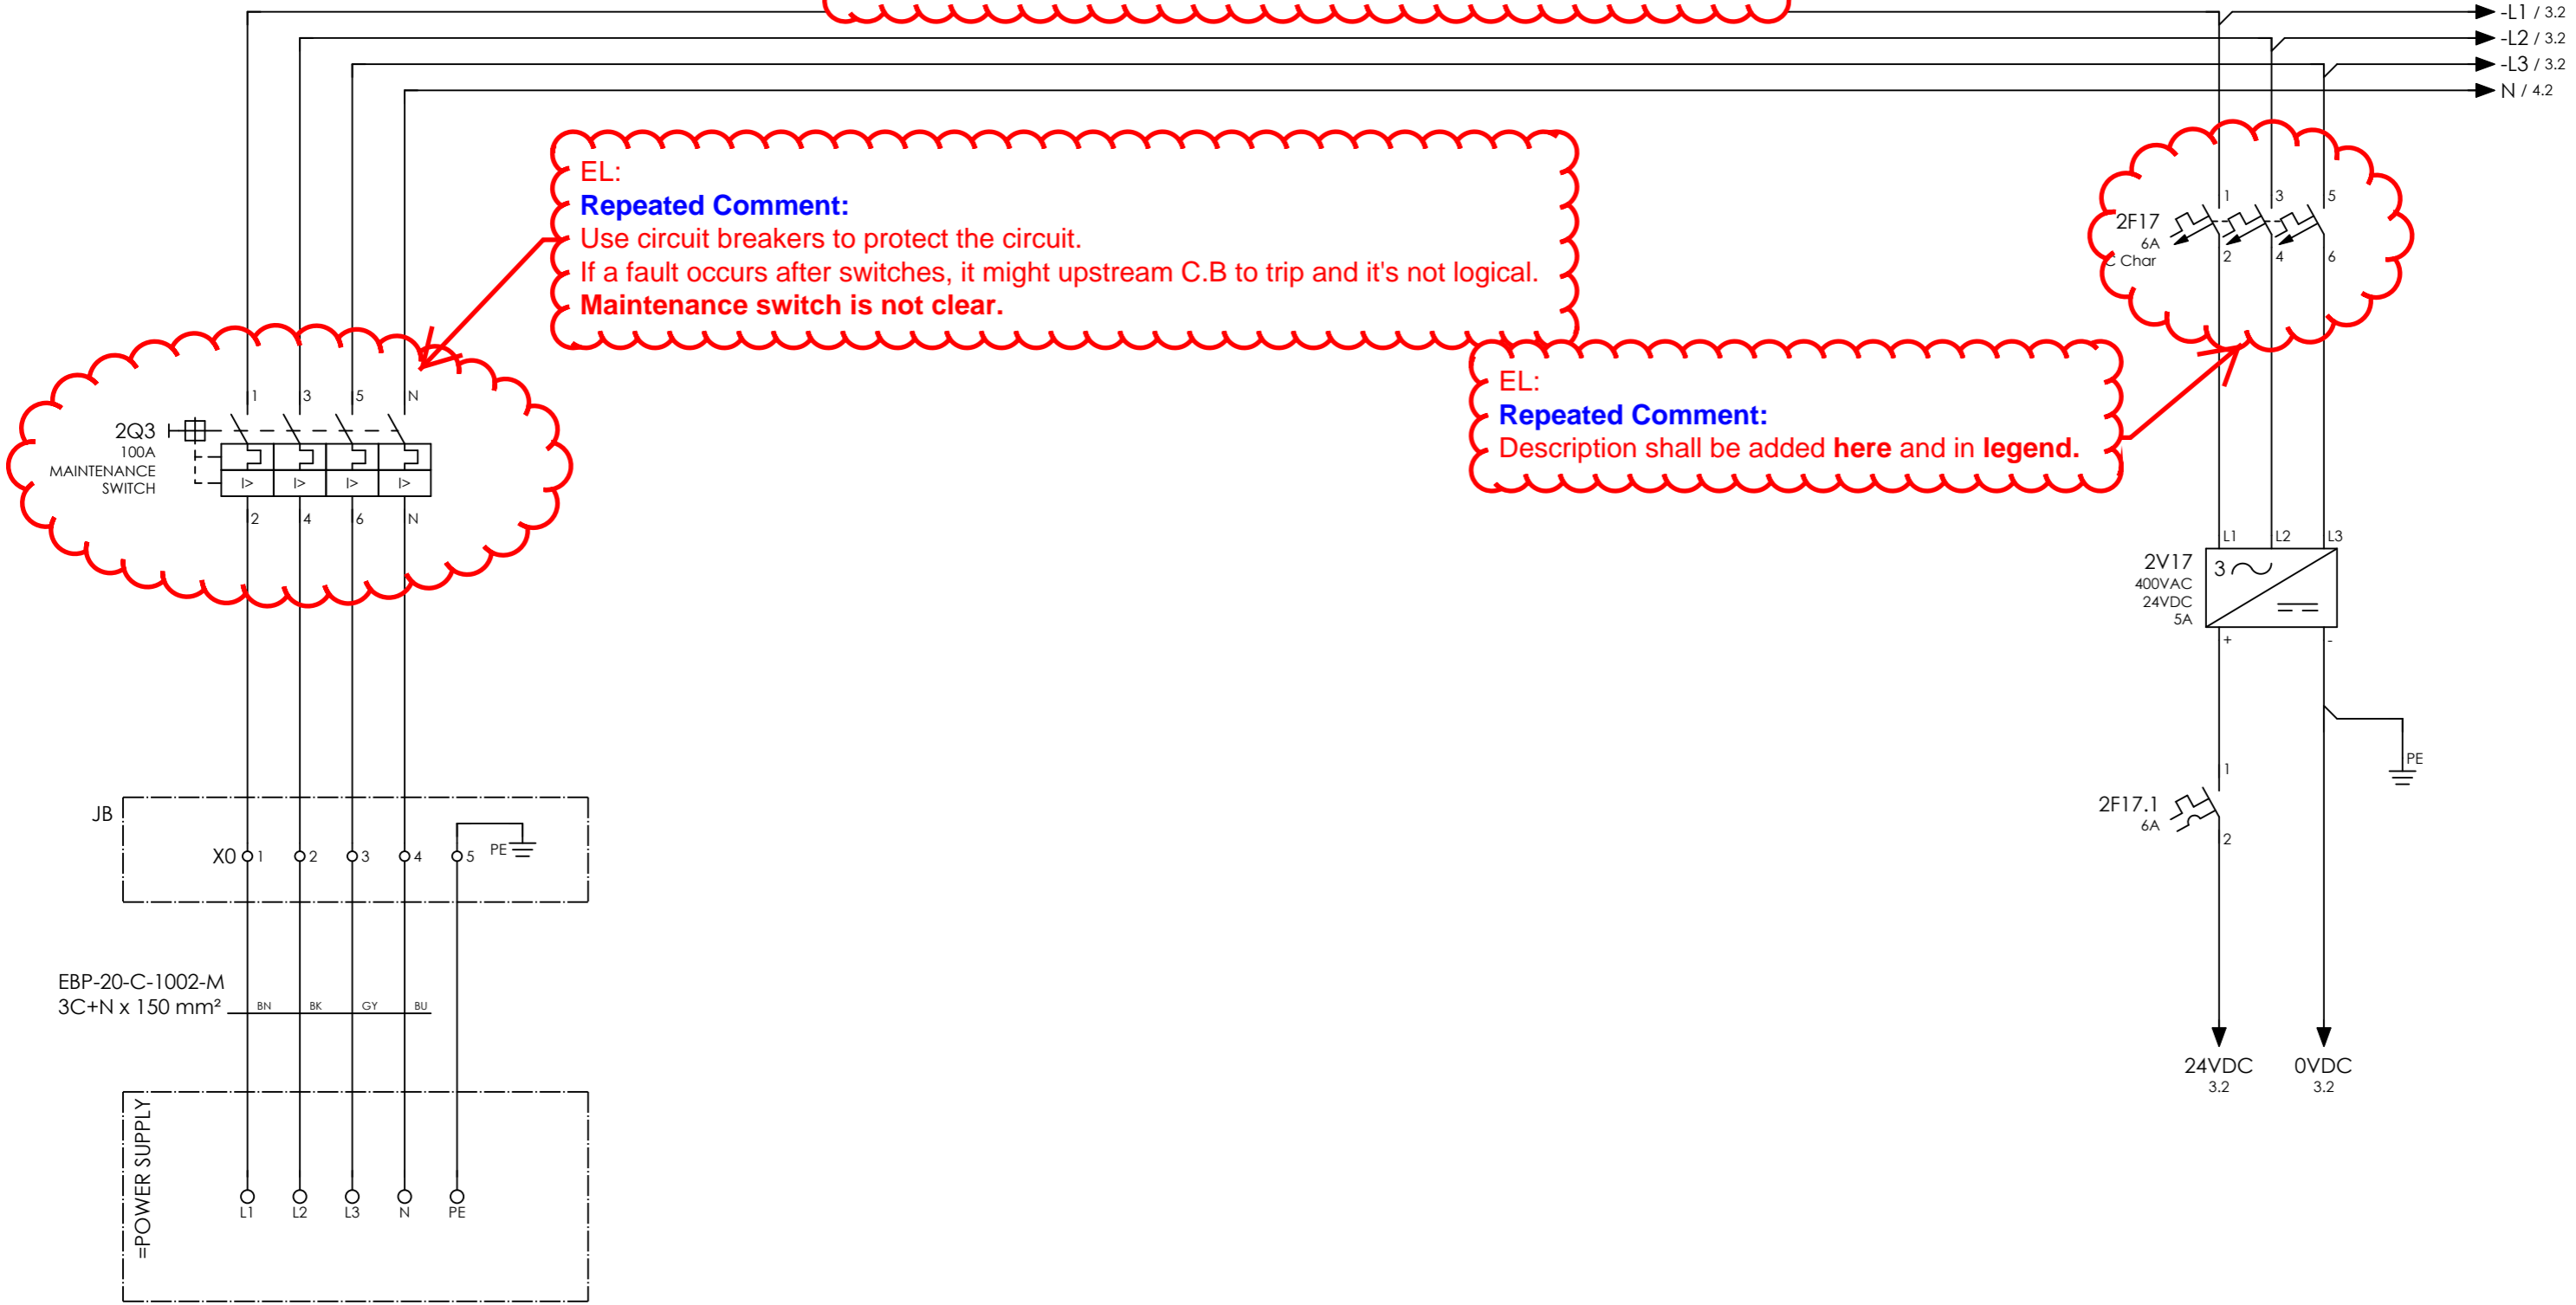 -L1 / 3.2
-L2 / 3.2
-L3 / 3.2
N / 4.2
EL:
Repeated Comment:
Use circuit breakers to protect the circuit.
If a fault occurs after switches, it might upstream C.B to trip and it's not logical.
Maintenance switch is not clear.
1 3 5
2F17
6A
C Char
2 4 6
EL:
Repeated Comment:
Description shall be added here and in legend.
1 3 5 N
2Q3
100A
MAINTENANCE
SWITCH
I> I> I> I>
2 4 6 N
L1 L2 L3
2V17
400VAC
24VDC
5A
3
+ -
PE
1
2F17.1
6A
2
24VDC 0VDC
3.2 3.2
JB
X0 1 2 3 4 5 PE
EBP-20-C-1002-M
3C+N x 150 mm²
BN BK GY BU
=POWER SUPPLY
L1 L2 L3 N PE